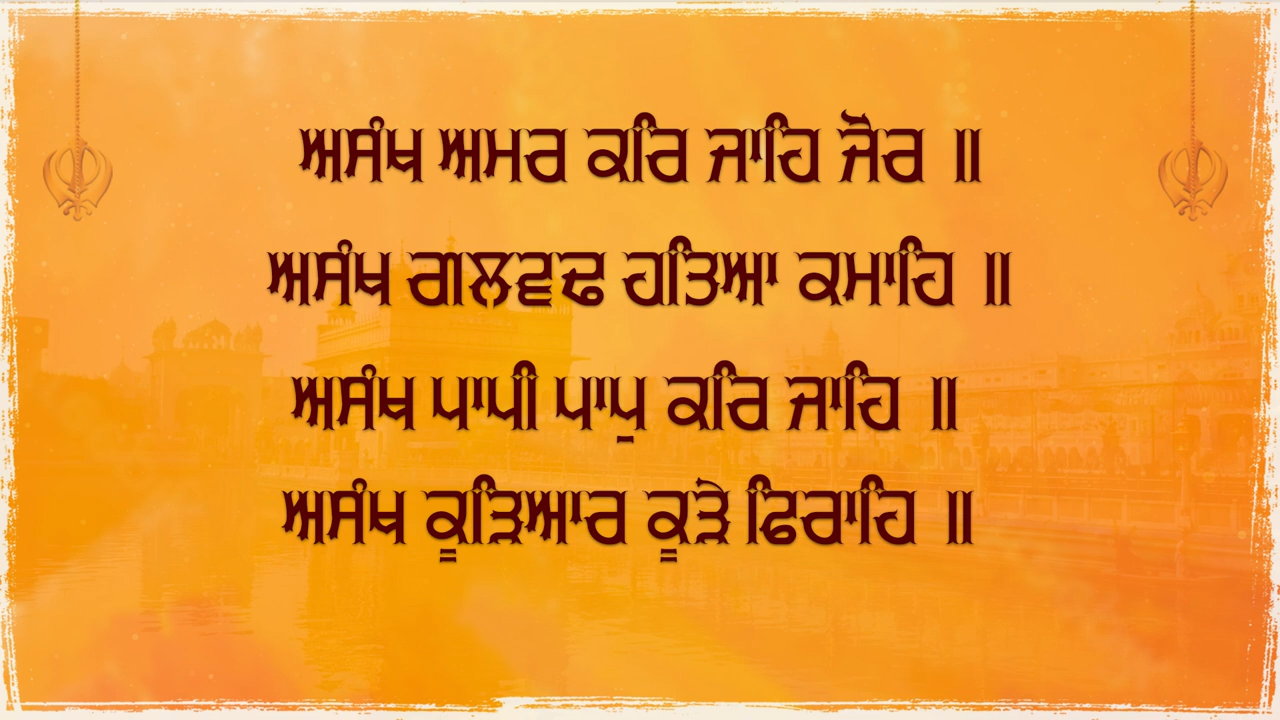 ਅਸੰਖ ਅਮਰ ਕਰਿ ਜਾਹਿ ਜੋਰ ॥
ਅਸੰਖ ਗਲਵਢ ਹਤਿਆ ਕਮਾਹਿ ॥
ਅਸੰਖ ਪਾਪੀ ਪਾਪੁ ਕਰਿ ਜਾਹਿ ॥
ਅਸੰਖ ਕੂੜਿਆਰ ਕੂੜੇ ਫਿਰਾਹਿ ॥